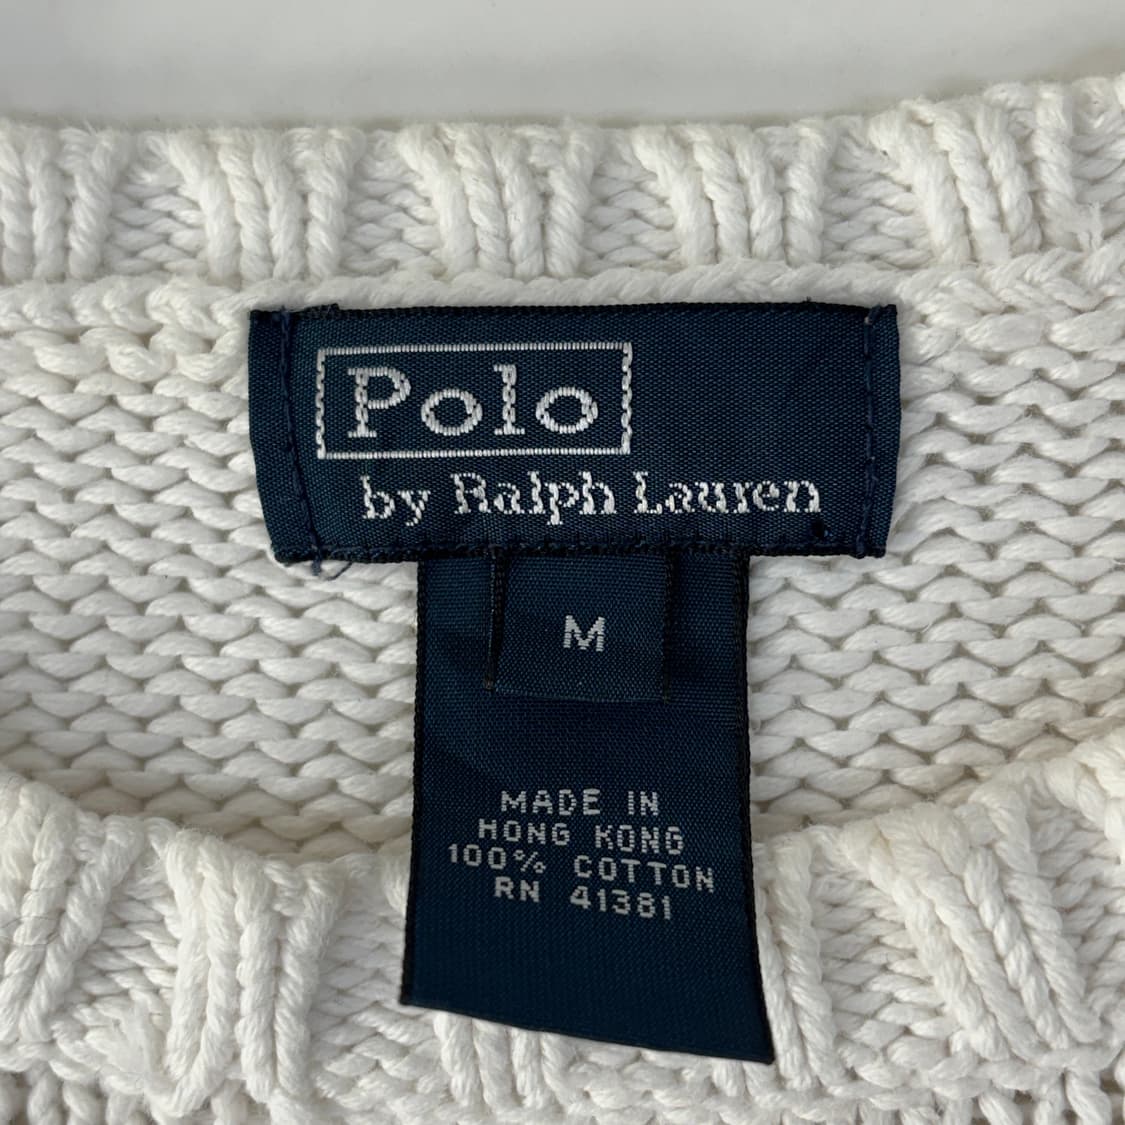 Polo
by Ralph Lauren
M
MADE IN
HONG KONG
100% COTTON
RN 41381